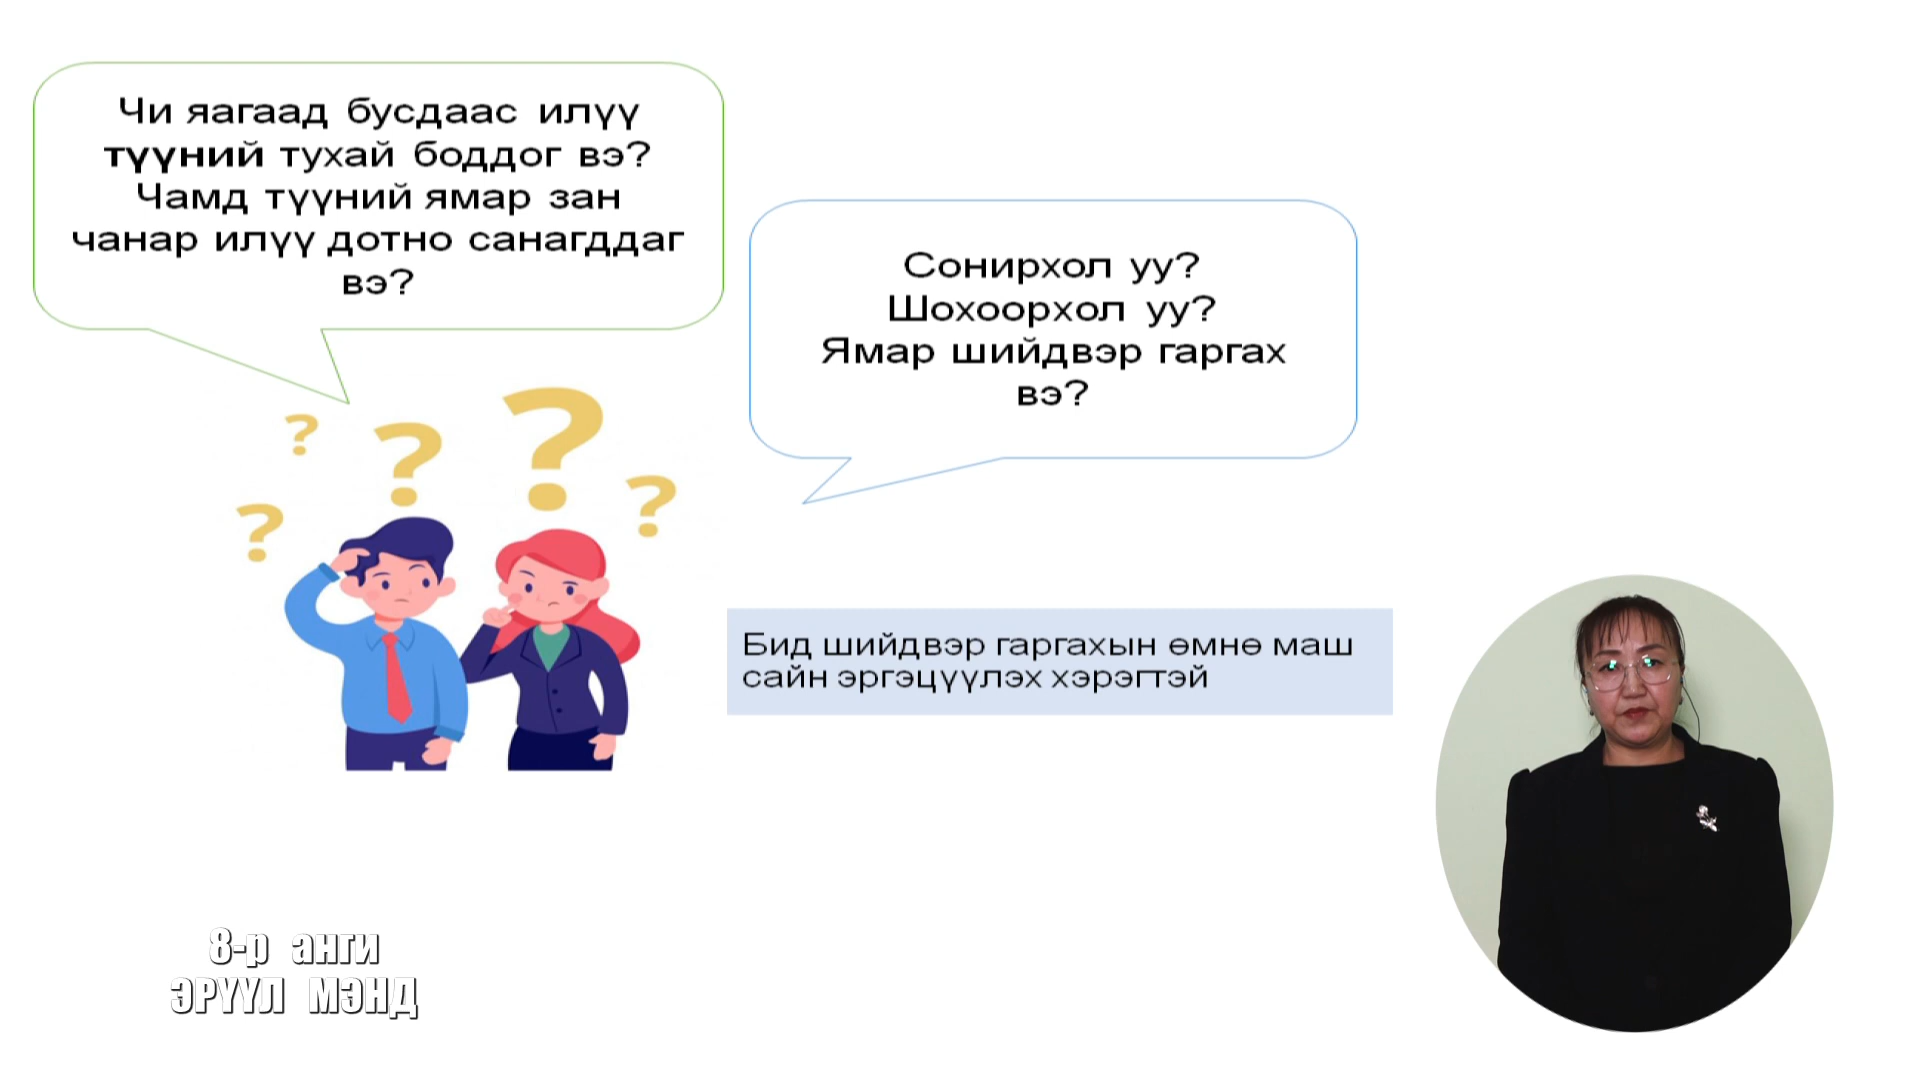 Чи яагаад бусдаас илүү
түүний тухай боддог вэ?
Чамд түүний ямар зан
чанар илүү дотно санагддаг
вэ?
Сонирхол уу?
Шохоорхол уу?
Ямар шийдвэр гаргах
вэ?
Бид шийдвэр гаргахын өмнө маш
сайн эргэцүүлэх хэрэгтэй
8-р анги
ЭРҮҮЛ МЭНД